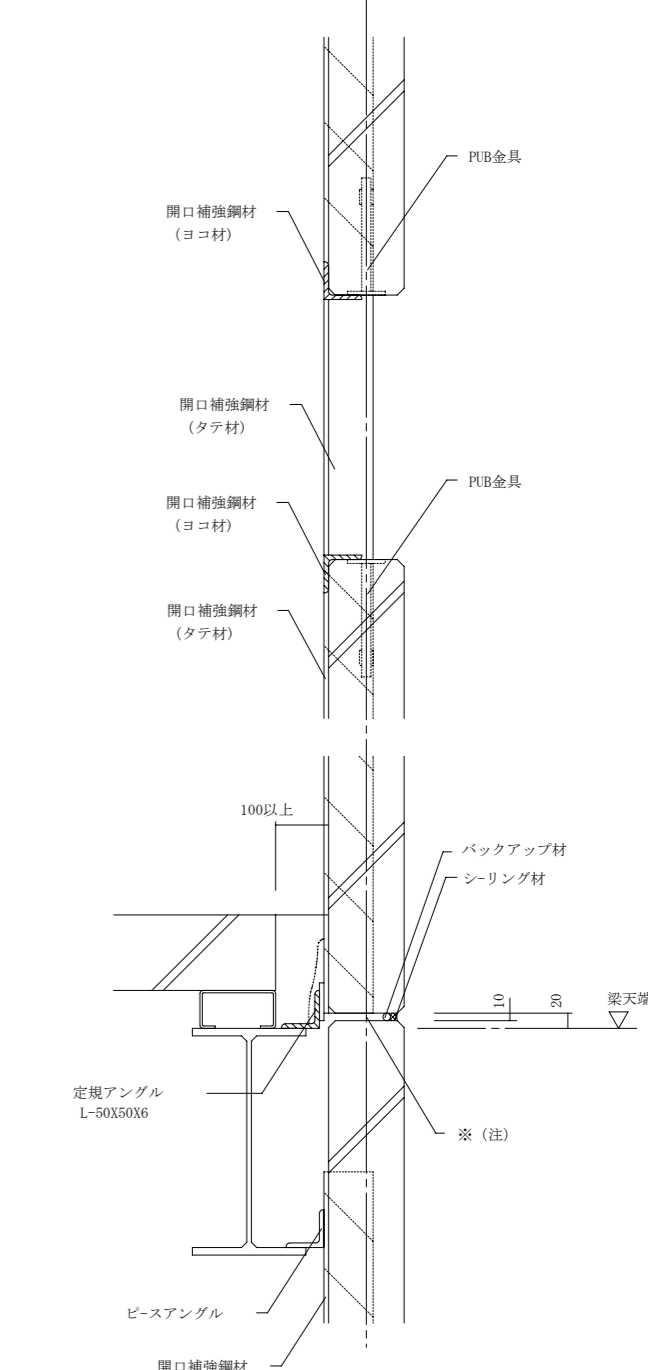 PUB金具
開口補強鋼材
(ヨコ材)
開口補強鋼材
(タテ材)
PUB金具
開口補強鋼材
(ヨコ材)
開口補強鋼材
(タテ材)
100以上
バックアップ材
シーリング材
10
20
梁天端
定規アングル
L-50X50X6
※(注)
ピースアングル
開口補強鋼材